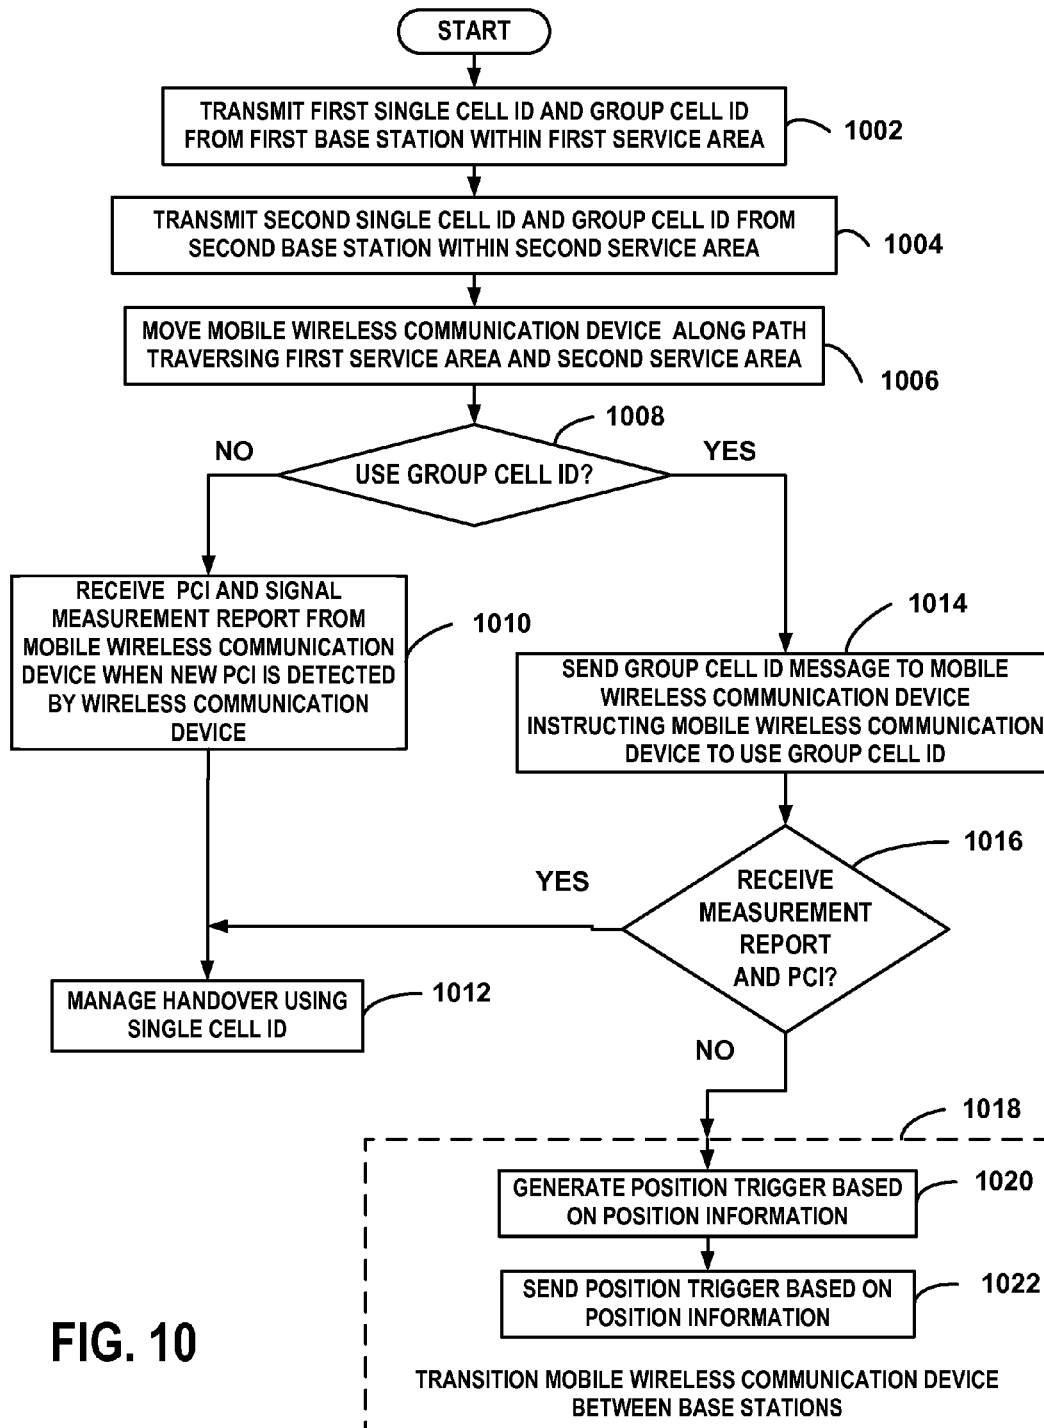 START
TRANSMIT FIRST SINGLE CELL ID AND GROUP CELL ID
FROM FIRST BASE STATION WITHIN FIRST SERVICE AREA
1002
TRANSMIT SECOND SINGLE CELL ID AND GROUP CELL ID FROM
SECOND BASE STATION WITHIN SECOND SERVICE AREA
1004
MOVE MOBILE WIRELESS COMMUNICATION DEVICE ALONG PATH
TRAVERSING FIRST SERVICE AREA AND SECOND SERVICE AREA
1006
1008
NO
USE GROUP CELL ID?
YES
RECEIVE PCI AND SIGNAL
MEASUREMENT REPORT FROM
MOBILE WIRELESS COMMUNICATION
DEVICE WHEN NEW PCI IS DETECTED
BY WIRELESS COMMUNICATION
DEVICE
1010
1014
SEND GROUP CELL ID MESSAGE TO MOBILE
WIRELESS COMMUNICATION DEVICE
INSTRUCTING MOBILE WIRELESS COMMUNICATION
DEVICE TO USE GROUP CELL ID
1016
YES
RECEIVE
MEASUREMENT
REPORT
AND PCI?
MANAGE HANDOVER USING
SINGLE CELL ID
1012
NO
1018
GENERATE POSITION TRIGGER BASED
ON POSITION INFORMATION
1020
SEND POSITION TRIGGER BASED ON
POSITION INFORMATION
1022
FIG. 10
TRANSITION MOBILE WIRELESS COMMUNICATION DEVICE
BETWEEN BASE STATIONS